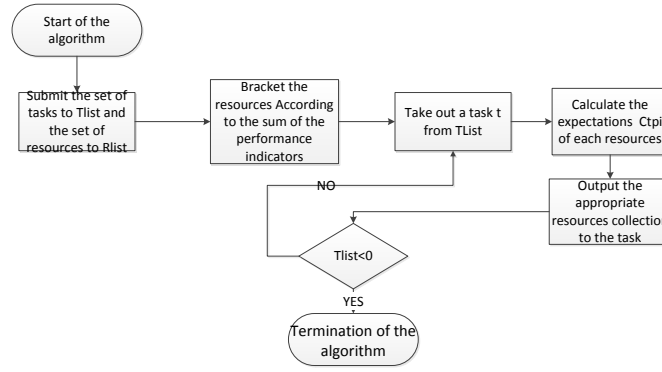 Start of the
algorithm
Submit the set of
tasks to Tlist and
the set of
resources to Rlist
Bracket the
resources According
to the sum of the
performance
indicators
Take out a task t
from TList
Calculate the
expectations Ctpi
of each resources
Output the
appropriate
resources collection
to the task
NO
Tlist<0
YES
Termination of the
algorithm